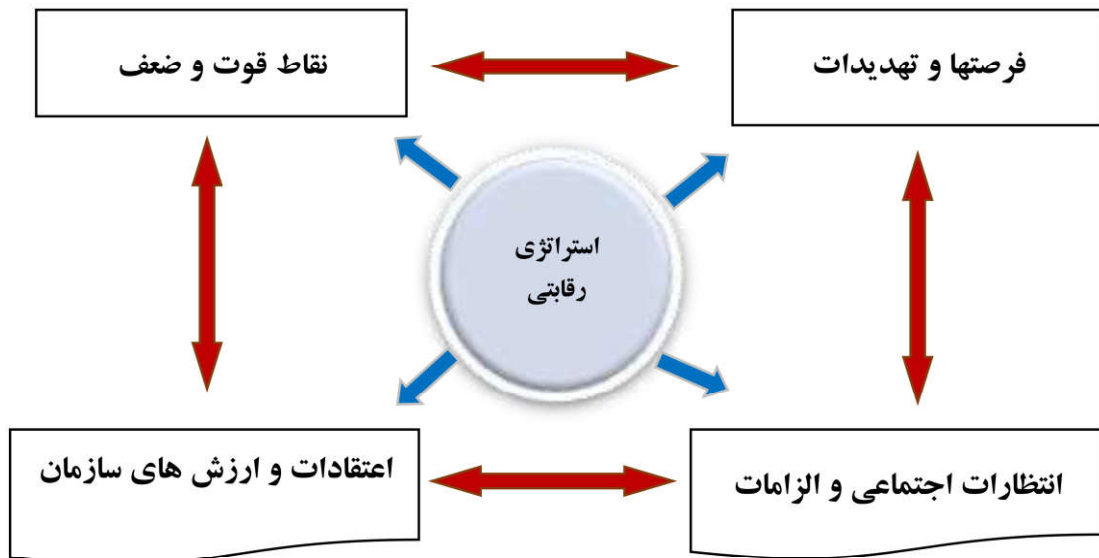 فرصتها و تهدیدات
نقاط قوت و ضعف
استراتژی
رقابتی
انتظارات اجتماعی و الزامات
اعتقادات و ارزش های سازمان